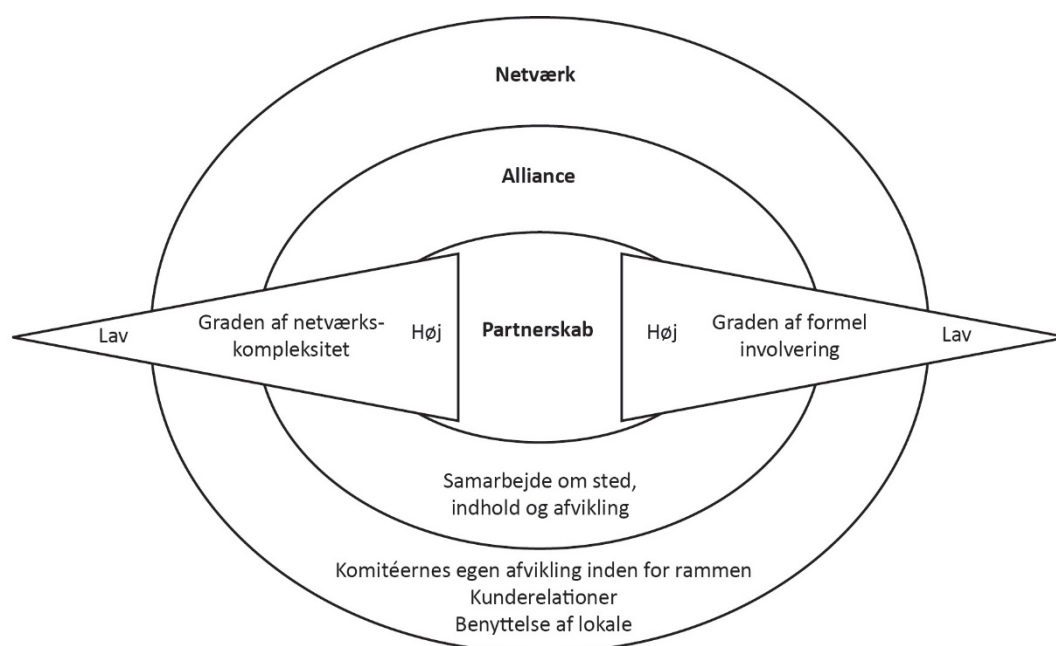 Netværk
Alliance
Lav
Graden af netværks-
kompleksitet
Høj
Partnerskab
Høj
Graden af formel
involvering
Lav
Samarbejde om sted,
indhold og afvikling
Komitéernes egen afvikling inden for rammen
Kunderelationer
Benyttelse af lokale